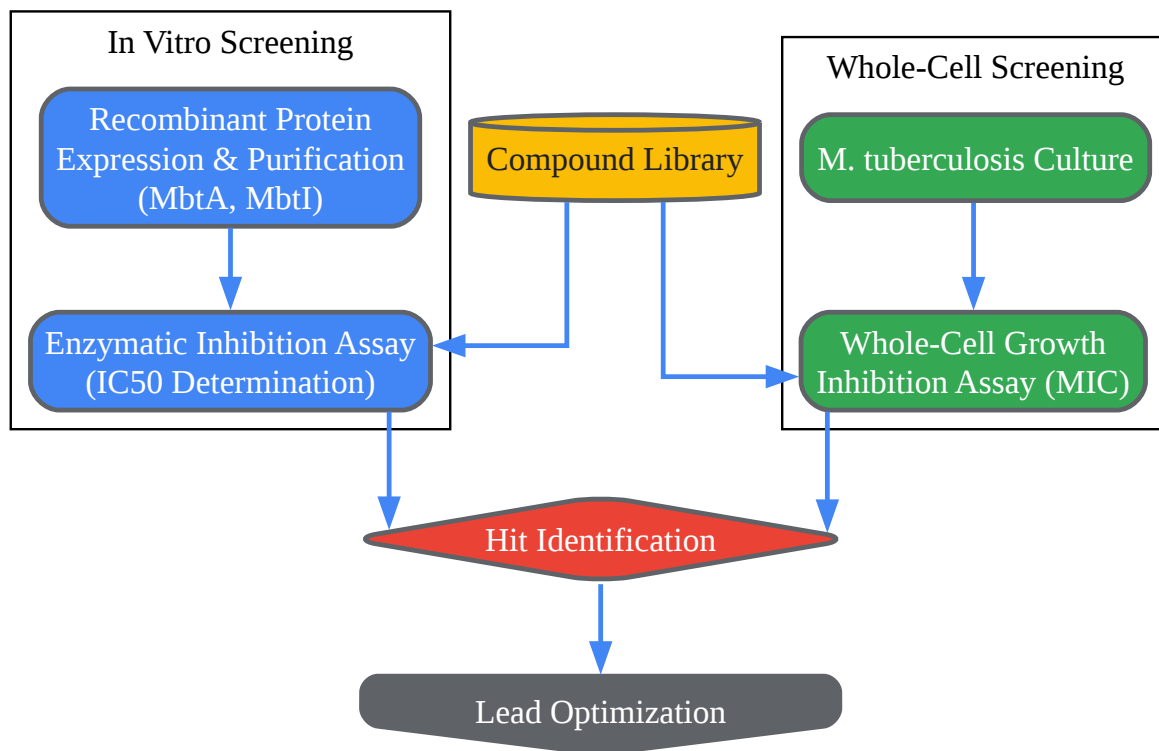 In Vitro Screening
Recombinant Protein
Expression & Purification
(MbtA, MbtI)
Enzymatic Inhibition Assay
(IC50 Determination)
Compound Library
Whole-Cell Screening
M. tuberculosis Culture
Whole-Cell Growth
Inhibition Assay (MIC)
Hit Identification
Lead Optimization